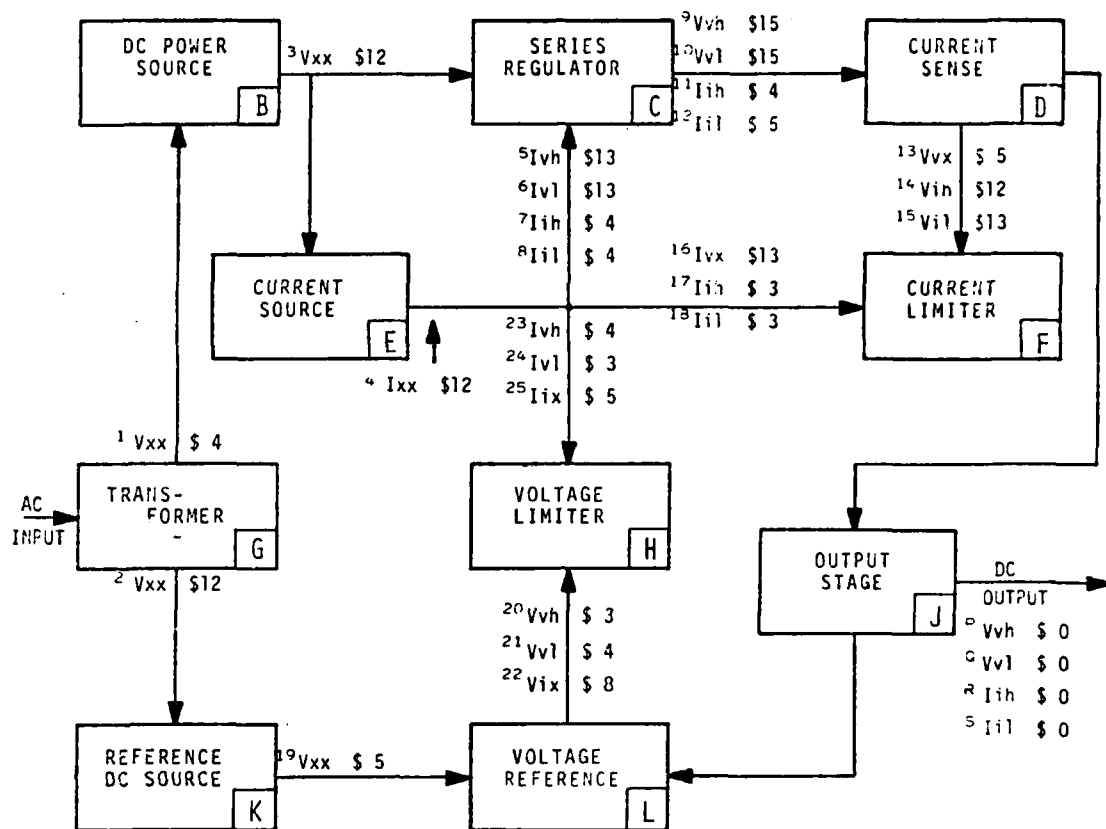 DC POWER
SOURCE
B
3 Vxx $12
SERIES
REGULATOR
C
9 Vvh $15
10 Vvl $15
11 Iih $ 4
12 Iil $ 5
CURRENT
SENSE
D
5 Ivh $13
6 Ivl $13
7 Iih $ 4
8 Iil $ 4
13 Vvx $ 5
14 Vih $12
15 Vil $13
CURRENT
SOURCE
E
4 Ixx $12
16 Ivx $13
17 Iih $ 3
18 Iil $ 3
CURRENT
LIMITER
F
23 Ivh $ 4
24 Ivl $ 3
25 Iix $ 5
1 Vxx $ 4
AC
INPUT
TRANS-
FORMER
G
2 Vxx $12
VOLTAGE
LIMITER
H
OUTPUT
STAGE
J
DC
OUTPUT
Vvh $ 0
Vvl $ 0
R Iih $ 0
S Iil $ 0
20 Vvh $ 3
21 Vvl $ 4
22 Vix $ 8
REFERENCE
DC SOURCE
K
19 Vxx $ 5
VOLTAGE
REFERENCE
L